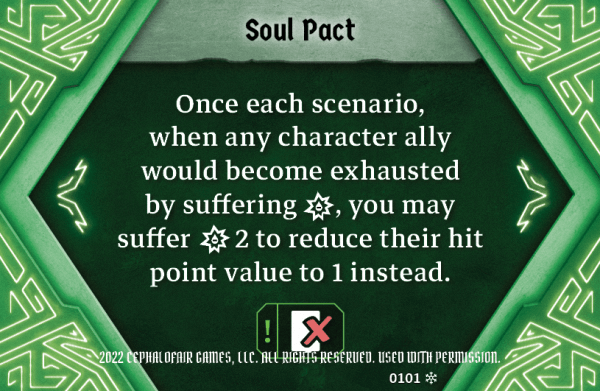 Soul Pact
Once each scenario,
when any character ally
would become exhausted
by suffering , you may
suffer 2 to reduce their hit
point value to 1 instead.
!
2022 CEPHALOFAIR GAMES, LLC. ALL RIGHTS RESERVED. USED WITH PERMISSION.
0101